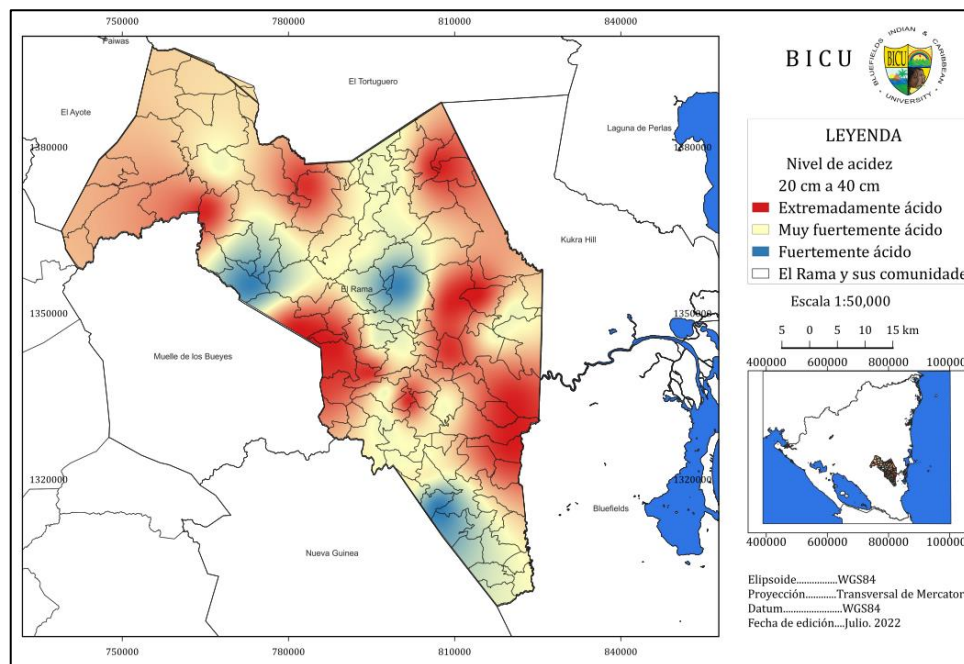 750000 780000 810000 840000
Paiwas
El Tortuguero
El Ayote
Laguna de Perlas
1380000 1380000
Kukra Hill
El Rama
1350000 1350000
Muelle de los Bueyes
1320000 1320000
Bluefields
Nueva Guinea
750000 780000 810000 840000
BICU
BLUEFIELDS INDIAN & CARIBBEAN
BICU
UNIVERSITY
LEYENDA
Nivel de acidez
20 cm a 40 cm
Extremadamente ácido
Muy fuertemente ácido
Fuertemente ácido
El Rama y sus comunidade
Escala 1:50,000
5 0 5 10 15 km
400000 600000 800000 100000
400000 600000 800000 100000
Elipsoide................WGS84
Proyección............Transversal de Mercator
Datum.......................WGS84
Fecha de edición....Julio. 2022